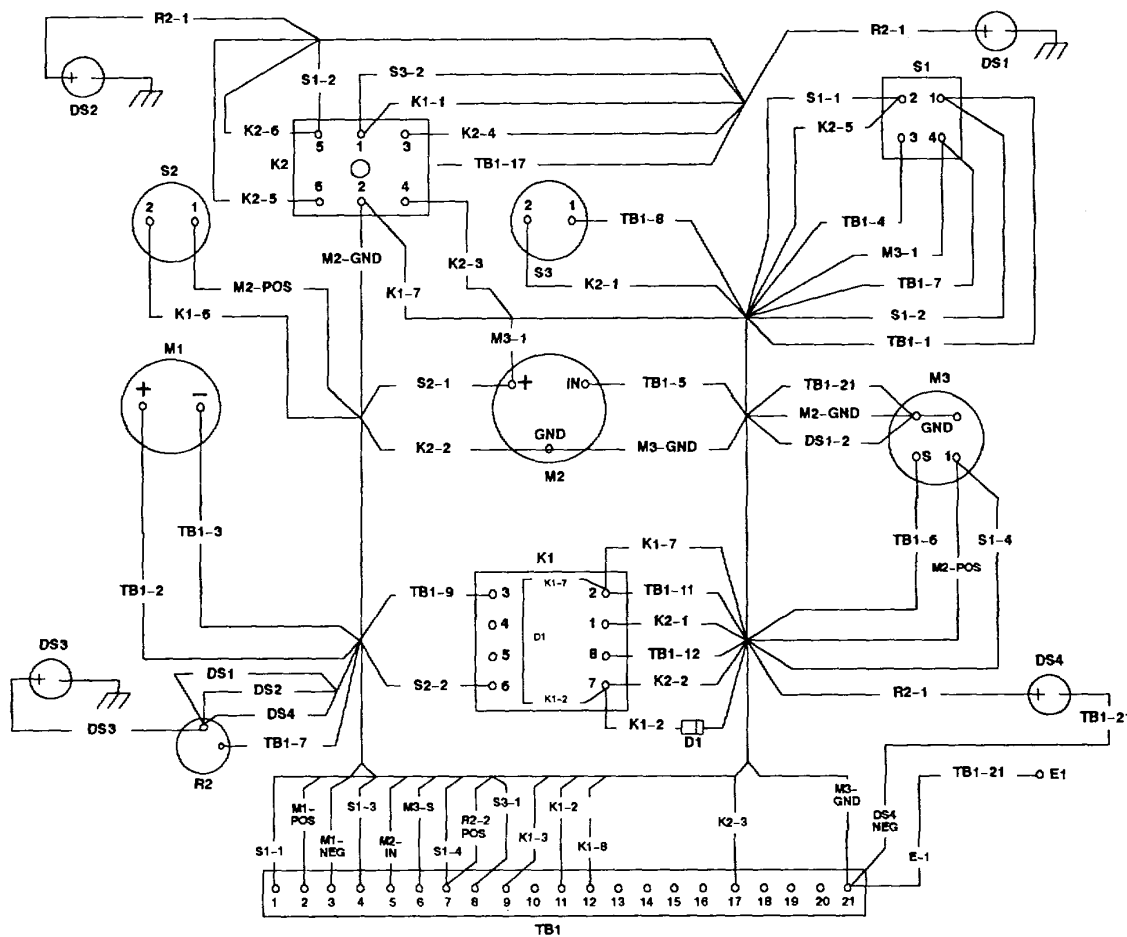 R2-1
R2-1
+
DS2
+
DS1
S1
S1-2
S3-2
K1-1
K2-6
K2-4
S1-1
K2-5
2 1
3 4
K2
5 1 3
6 2 4
TB1-17
K2-5
S2
2 1
2 1
S3
TB1-8
TB1-4
M3-1
TB1-7
S1-2
TB1-1
M2-GND
K2-3
K2-1
M2-POS
K1-7
K1-6
M3-1
M1
+ −
S2-1
+ IN
TB1-5
TB1-21
M3
M2-GND
GND
K2-2
GND
M3-GND
DS1-2
M2
S 1
TB1-3
TB1-6
S1-4
M2-POS
TB1-2
K1
K1-7
TB1-9
3
K1-7
2
TB1-11
4
D1
1
K2-1
5
8
TB1-12
S2-2
6
K1-2
7
K2-2
K1-2
D1
DS3
+
DS1
DS2
DS4
DS3
TB1-7
R2
DS4
R2-1
+
TB1-21
TB1-21
E1
S1-1
M1-
POS
M1-
NEG
S1-3
M2-
IN
M3-S
S1-4
R2-2
POS
S3-1
K1-3
K1-2
K1-8
K2-3
M3-
GND
DS4
NEG
E-1
1 2 3 4 5 6 7 8 9 10 11 12 13 14 15 16 17 18 19 20 21
TB1